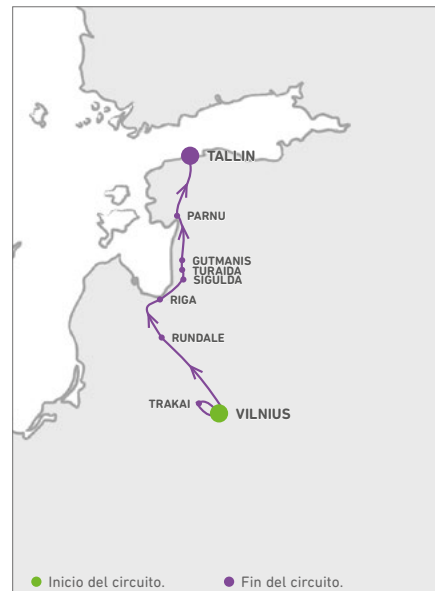 TALLIN
PARNU
GUTMANIS
TURAIDA
SIGULDA
RIGA
RUNDALE
TRAKAI
VILNIUS
Inicio del circuito.
Fin del circuito.